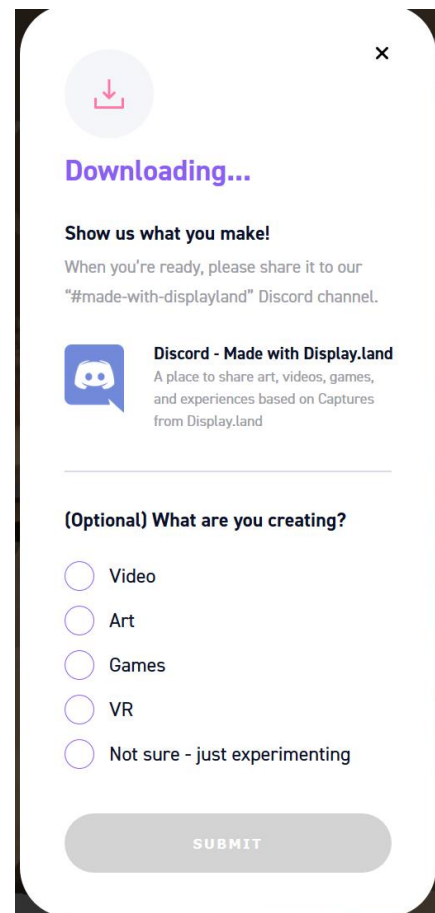 Downloading...
Show us what you make!
When you're ready, please share it to our
“#made-with-displayland” Discord channel.
Discord - Made with Display.land
A place to share art, videos, games,
and experiences based on Captures
from Display.land
(Optional) What are you creating?
Video
Art
Games
VR
Not sure - just experimenting
SUBMIT